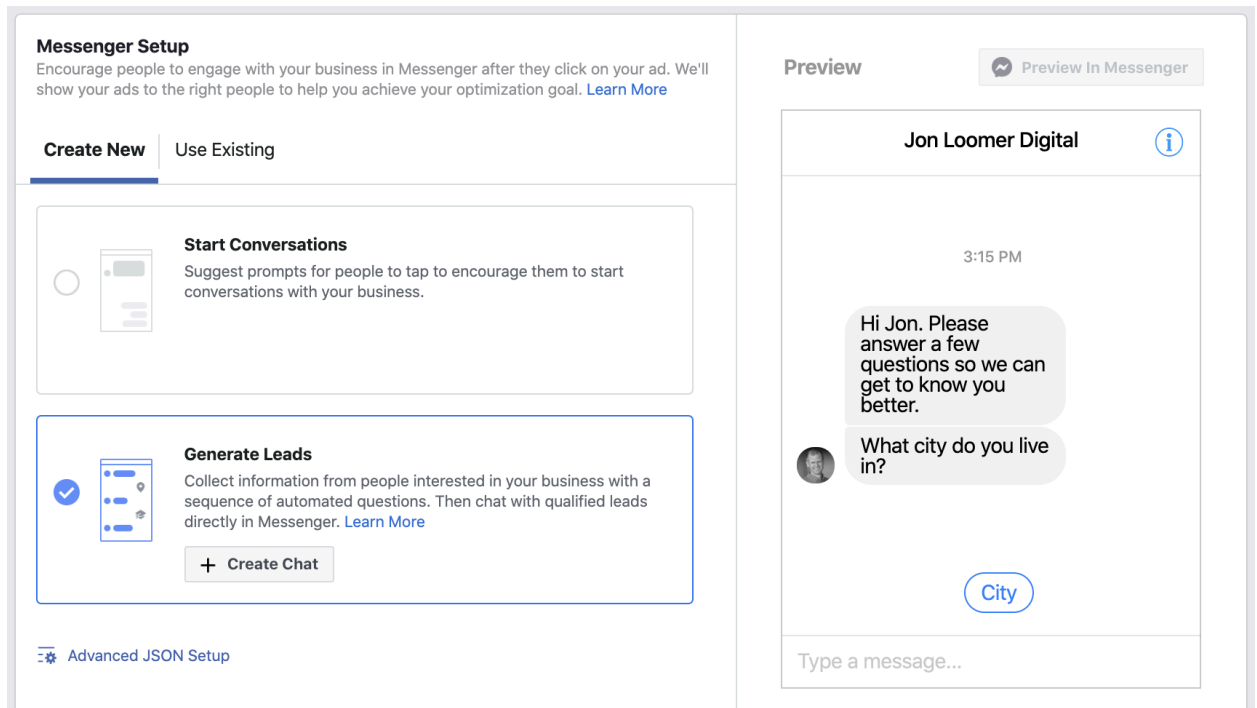 Messenger Setup
Encourage people to engage with your business in Messenger after they click on your ad. We'll
show your ads to the right people to help you achieve your optimization goal. Learn More
Create New
Use Existing
Start Conversations
Suggest prompts for people to tap to encourage them to start
conversations with your business.
Generate Leads
Collect information from people interested in your business with a
sequence of automated questions. Then chat with qualified leads
directly in Messenger. Learn More
+ Create Chat
Advanced JSON Setup
Preview
Preview In Messenger
Jon Loomer Digital
i
3:15 PM
Hi Jon. Please
answer a few
questions so we can
get to know you
better.
What city do you live
in?
City
Type a message...